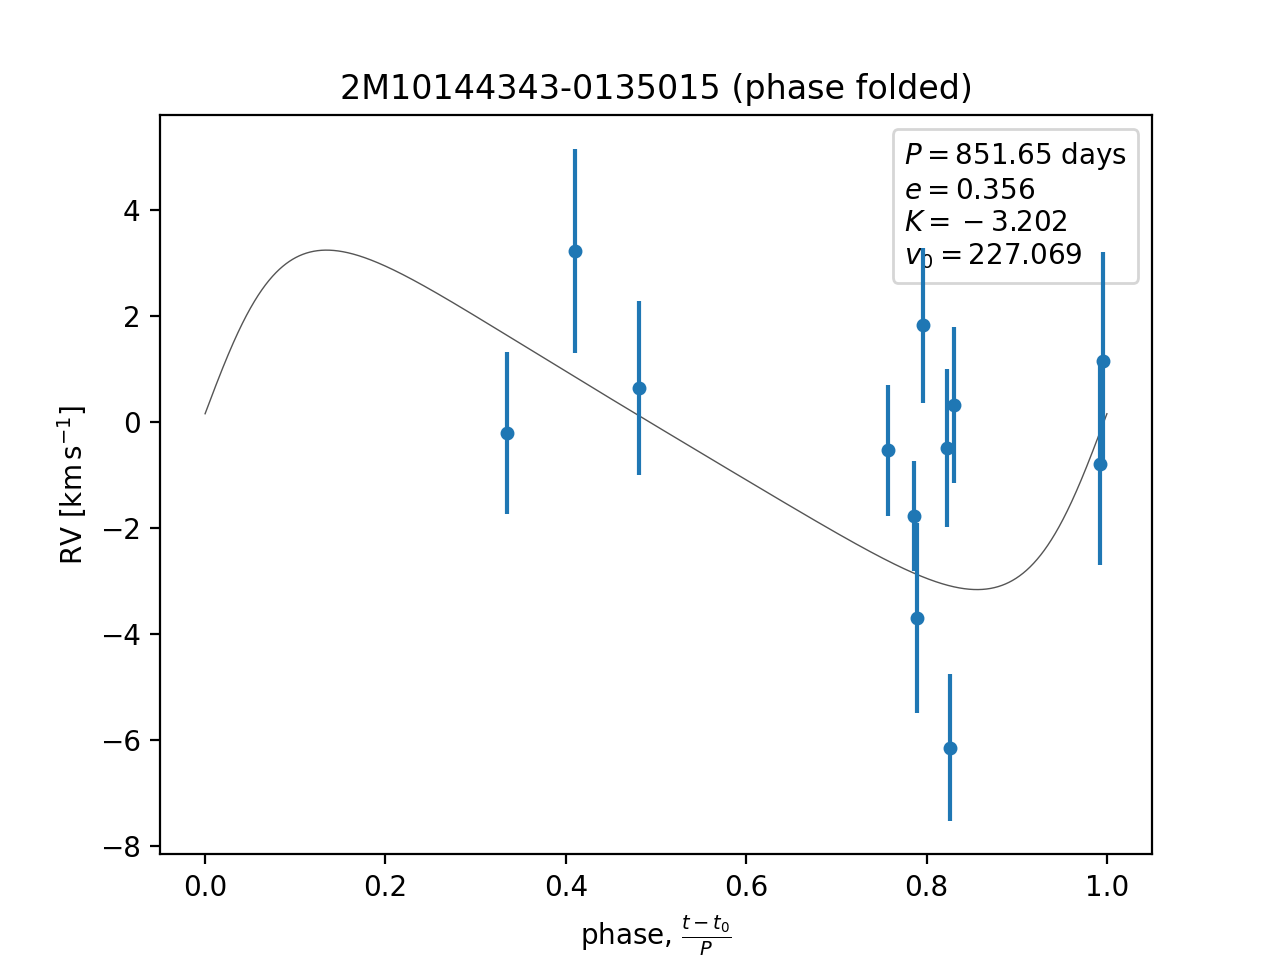 2M10144343-0135015 (phase folded)
P = 851.65 days
e = 0.356
K = −3.202
v₀ = 227.069
RV [km s⁻¹]
4
2
0
−2
−4
−6
−8
0.0 0.2 0.4 0.6 0.8 1.0
phase, (t − t₀)/P